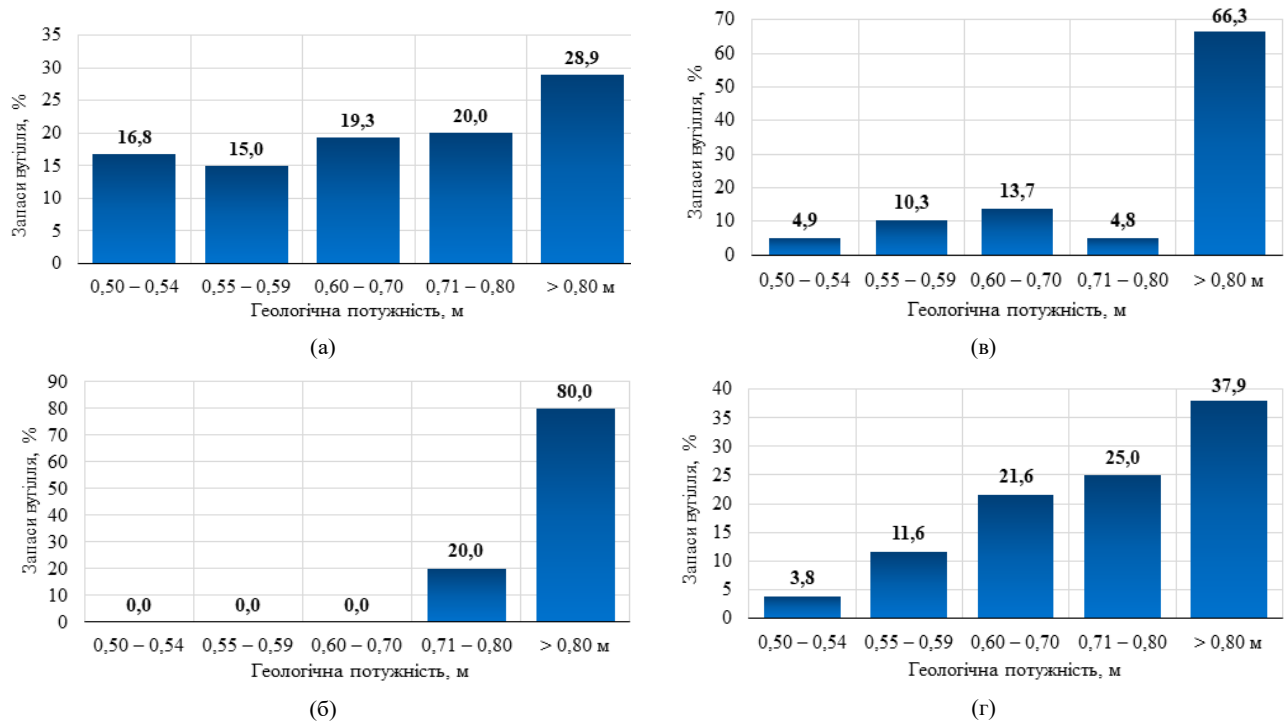 Запаси вугілля, %
35
30
25
20
15
10
5
0
16,8
15,0
19,3
20,0
28,9
0,50 – 0,54
0,55 – 0,59
0,60 – 0,70
0,71 – 0,80
> 0,80 м
Геологічна потужність, м
(а)
Запаси вугілля, %
70
60
50
40
30
20
10
0
4,9
10,3
13,7
4,8
66,3
0,50 – 0,54
0,55 – 0,59
0,60 – 0,70
0,71 – 0,80
> 0,80 м
Геологічна потужність, м
(в)
Запаси вугілля, %
90
80
70
60
50
40
30
20
10
0
0,0
0,0
0,0
20,0
80,0
0,50 – 0,54
0,55 – 0,59
0,60 – 0,70
0,71 – 0,80
> 0,80 м
Геологічна потужність, м
(б)
Запаси вугілля, %
40
35
30
25
20
15
10
5
0
3,8
11,6
21,6
25,0
37,9
0,50 – 0,54
0,55 – 0,59
0,60 – 0,70
0,71 – 0,80
> 0,80 м
Геологічна потужність, м
(г)